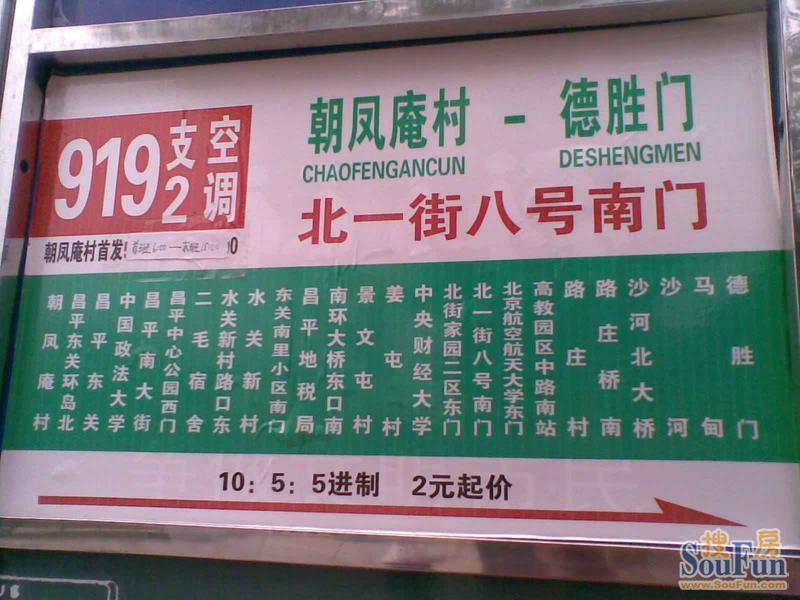 919 支2 空调
朝凤庵村 - 德胜门
CHAOFENGANCUN DESHENGMEN
北一街八号南门
朝凤庵村首发!
朝凤庵村
昌平东关环岛北
昌平东关
中国政法大学
昌平南大街
昌平中心公园西门
二毛宿舍
水关新村路口东
水关新村
东关南里小区南门
昌平地税局
南环大桥东口南
景文屯村
姜屯村
中央财经大学
北街家园二区东门
北一街八号南门
北京航空航天大学东门
高教园区中路南站
路庄村
路庄桥南
沙河北大桥
沙河
马甸
德胜门
10：5：5进制 2元起价
搜房
SouFun
www.SouFun.com